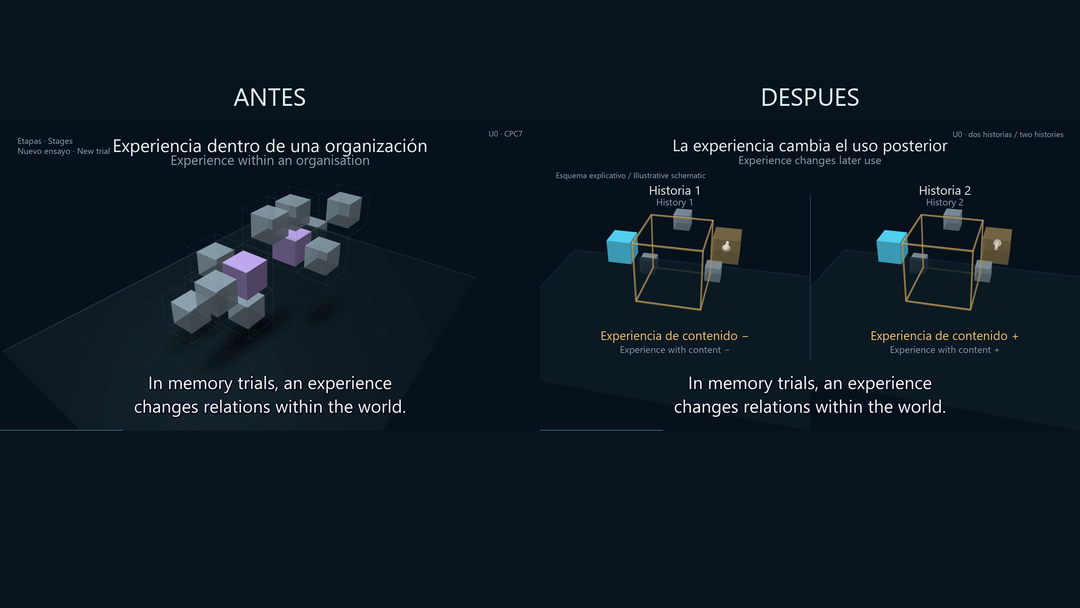 ANTES
Etapas · Stages
Nuevo ensayo · New trial
U0 · CPC7
Experiencia dentro de una organización
Experience within an organisation
In memory trials, an experience
changes relations within the world.
DESPUES
U0 · dos historias / two histories
La experiencia cambia el uso posterior
Experience changes later use
Esquema explicativo / Illustrative schematic
Historia 1
History 1
Historia 2
History 2
Experiencia de contenido −
Experience with content −
Experiencia de contenido +
Experience with content +
In memory trials, an experience
changes relations within the world.